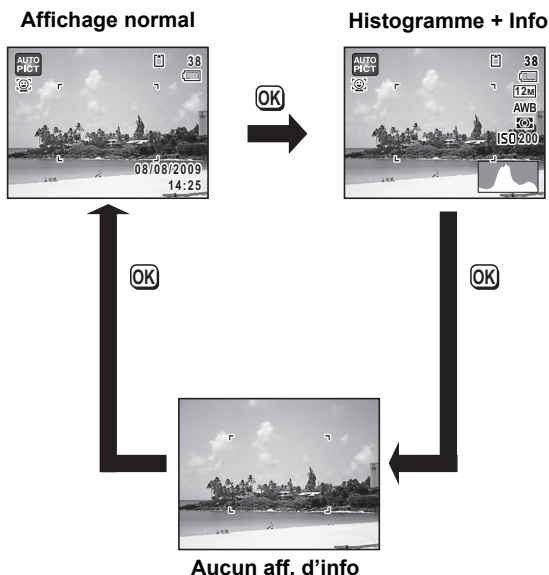 Affichage normal
Histogramme + Info
AUTO
PICT
38
08/08/2009
14:25
OK
AUTO
PICT
38
12M
AWB
ISO 200
OK
OK
Aucun aff. d'info